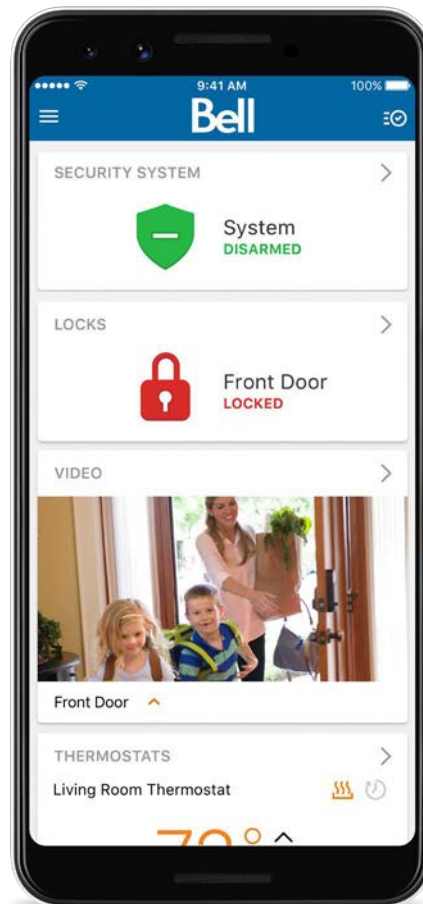 9:41 AM
100%
Bell
SECURITY SYSTEM
System
DISARMED
LOCKS
Front Door
LOCKED
VIDEO
Front Door
THERMOSTATS
Living Room Thermostat